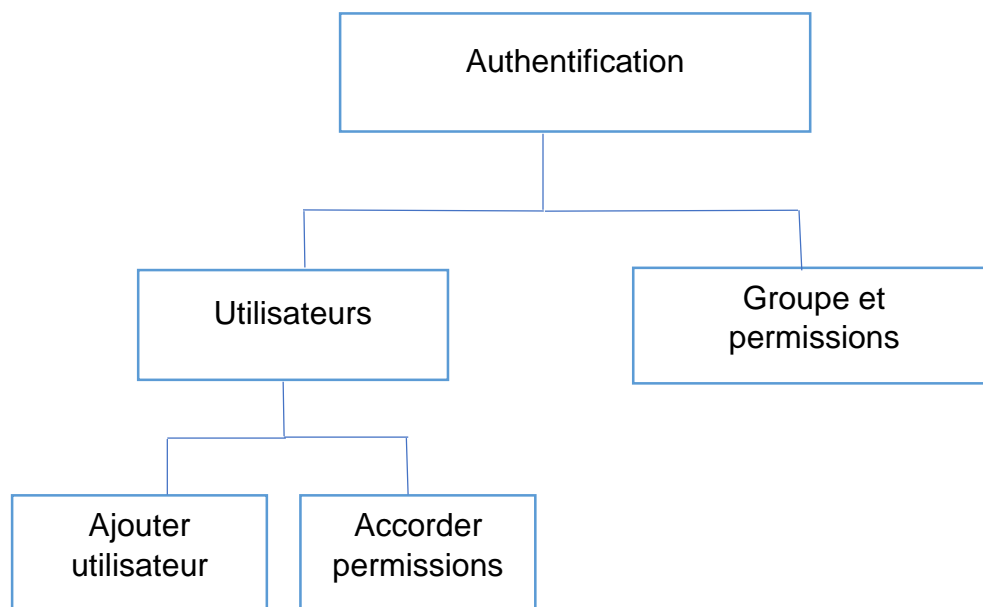 Authentification
Utilisateurs
Groupe et
permissions
Ajouter
utilisateur
Accorder
permissions